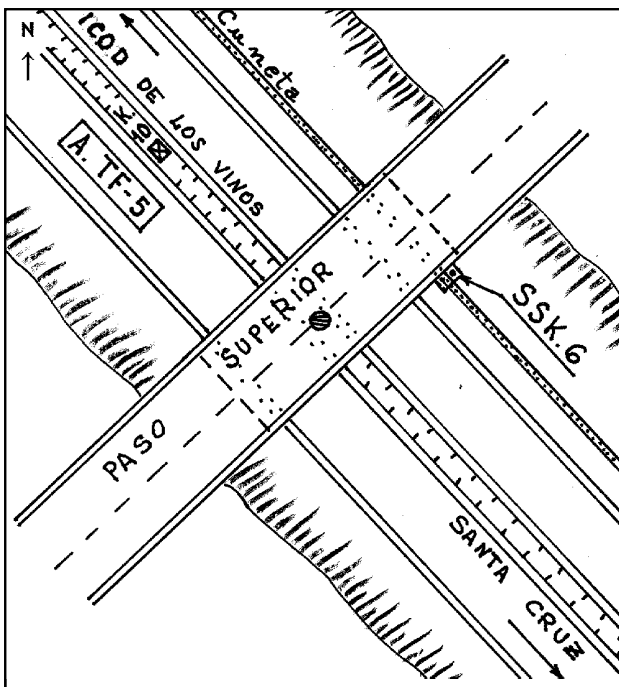 N
ICOD DE LOS VINOS
Cuneta
A. TF-5
PASO SUPERIOR
SSK.6
SANTA CRUZ